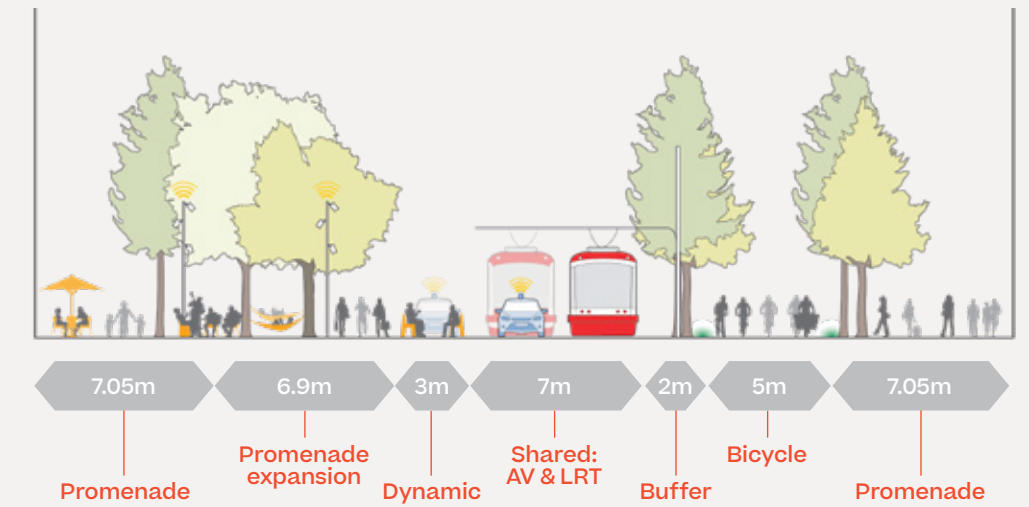 7.05m
6.9m
3m
7m
2m
5m
7.05m
Promenade
Promenade
expansion
Dynamic
Shared:
AV & LRT
Buffer
Bicycle
Promenade